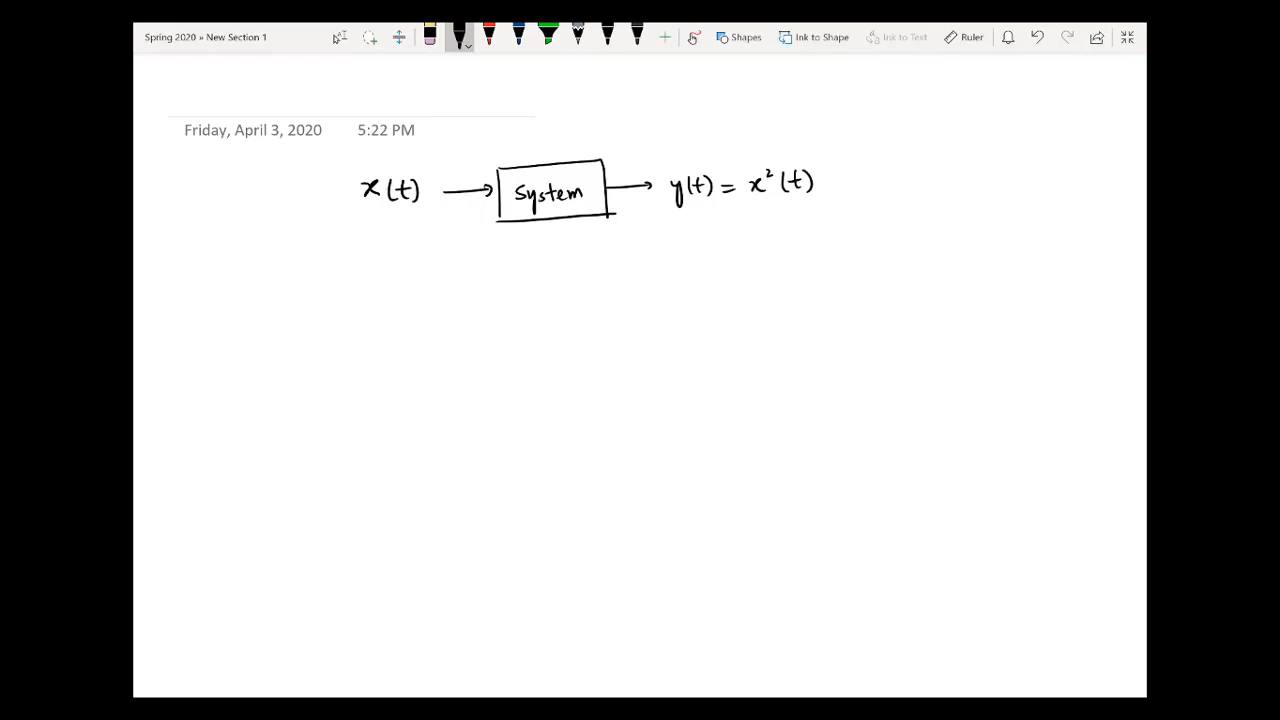 Spring 2020 » New Section 1 Shapes Ink to Shape Ink to Text Ruler
Friday, April 3, 2020 5:22 PM
x(t) → System → y(t) = x²(t)